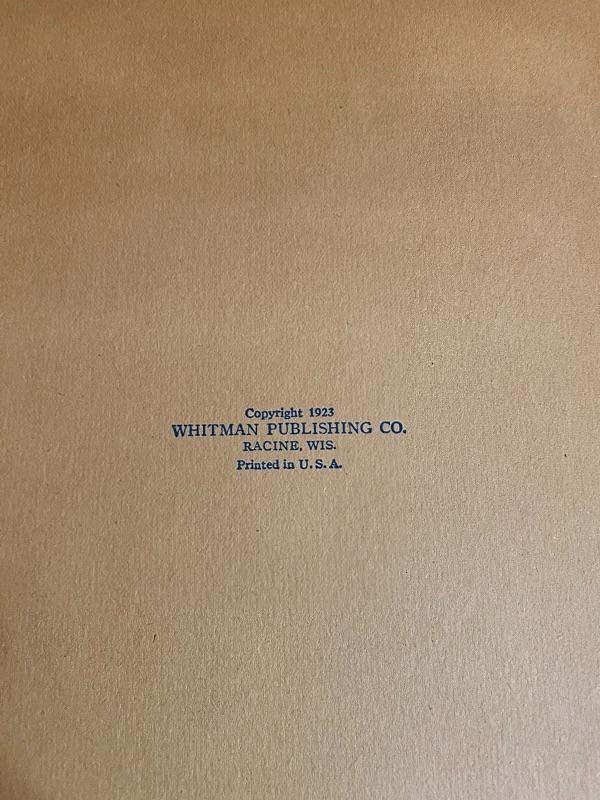 Copyright 1923
WHITMAN PUBLISHING CO.
RACINE, WIS.
Printed in U. S. A.